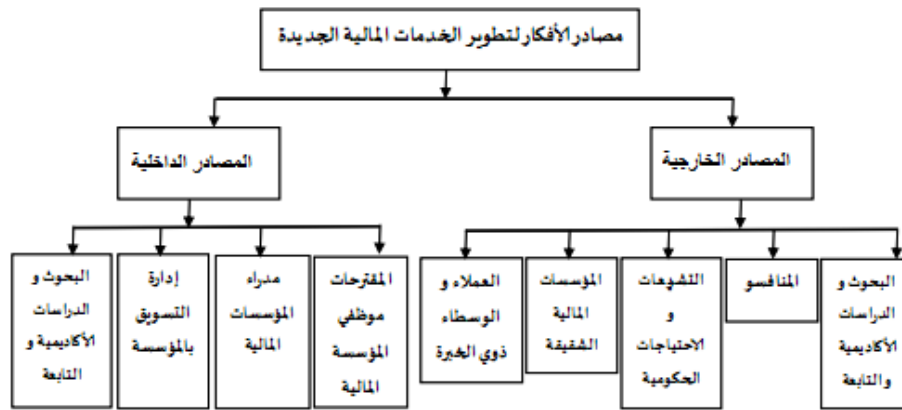 مصادر الأفكار لتطوير الخدمات المالية الجديدة
المصادر الخارجية
المصادر الداخلية
البحوث و
الدراسات
الأكاديمية
والتابعة
المنافسو
التشريعات
و
الاحتياجات
الحكومية
المؤسسات
المالية
الشقيقة
العملاء و
الوسطاء
ذوي الخبرة
المقترحات
موظفي
المؤسسة
المالية
مدراء
المؤسسات
المالية
إدارة
التسويق
بالمؤسسة
البحوث و
الدراسات
الأكاديمية و
التابعة